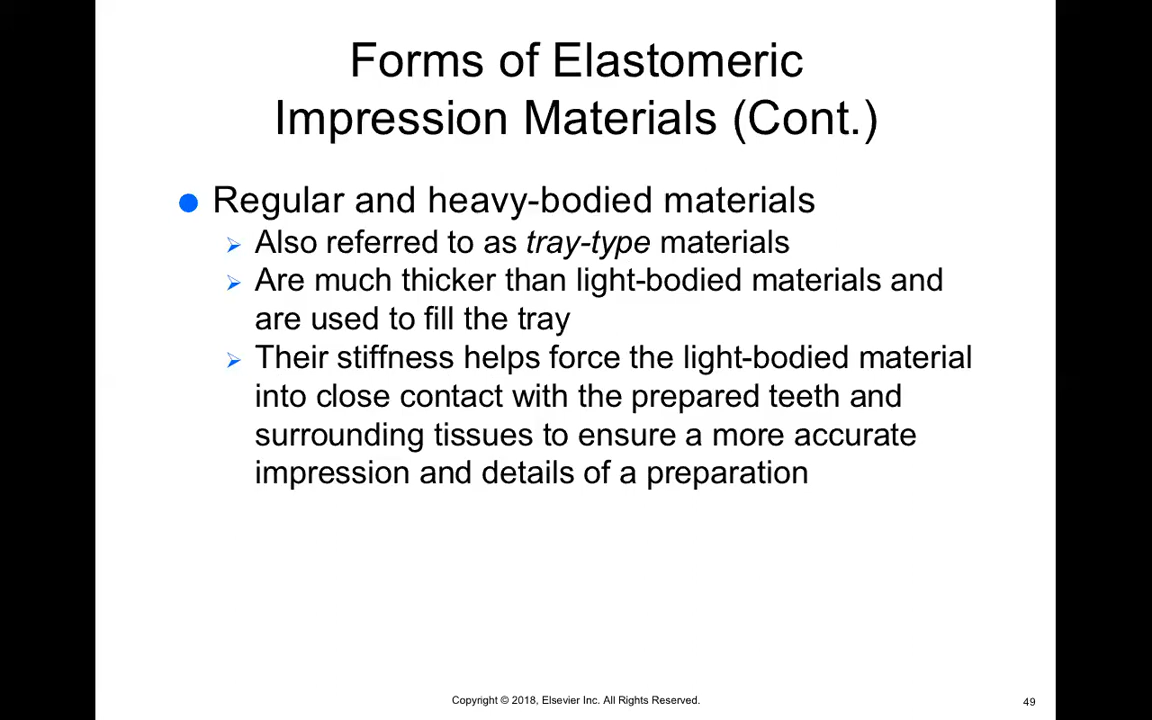 Forms of Elastomeric
Impression Materials (Cont.)
Regular and heavy-bodied materials
Also referred to as tray-type materials
Are much thicker than light-bodied materials and
are used to fill the tray
Their stiffness helps force the light-bodied material
into close contact with the prepared teeth and
surrounding tissues to ensure a more accurate
impression and details of a preparation
Copyright © 2018, Elsevier Inc. All Rights Reserved.
49